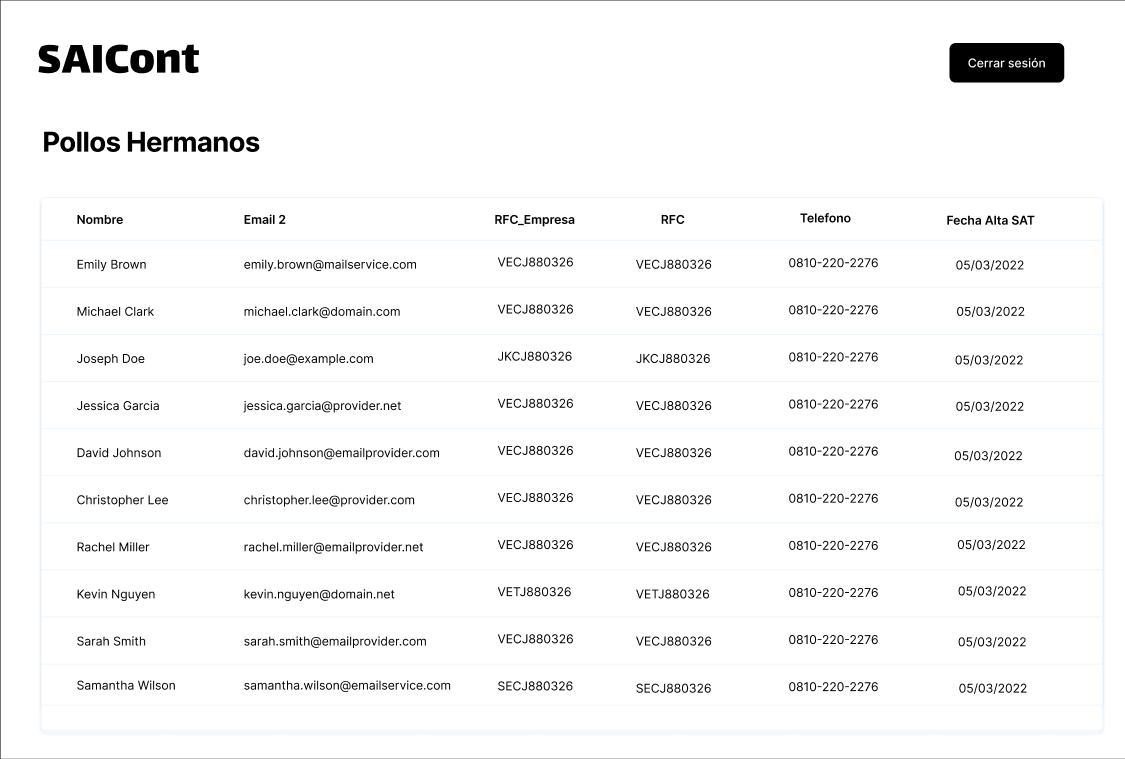 SAICont
Cerrar sesión
Pollos Hermanos
Nombre Email 2 RFC_Empresa RFC Telefono Fecha Alta SAT
Emily Brown emily.brown@mailservice.com VECJ880326 VECJ880326 0810-220-2276 05/03/2022
Michael Clark michael.clark@domain.com VECJ880326 VECJ880326 0810-220-2276 05/03/2022
Joseph Doe joe.doe@example.com JKCJ880326 JKCJ880326 0810-220-2276 05/03/2022
Jessica Garcia jessica.garcia@provider.net VECJ880326 VECJ880326 0810-220-2276 05/03/2022
David Johnson david.johnson@emailprovider.com VECJ880326 VECJ880326 0810-220-2276 05/03/2022
Christopher Lee christopher.lee@provider.com VECJ880326 VECJ880326 0810-220-2276 05/03/2022
Rachel Miller rachel.miller@emailprovider.net VECJ880326 VECJ880326 0810-220-2276 05/03/2022
Kevin Nguyen kevin.nguyen@domain.net VETJ880326 VETJ880326 0810-220-2276 05/03/2022
Sarah Smith sarah.smith@emailprovider.com VECJ880326 VECJ880326 0810-220-2276 05/03/2022
Samantha Wilson samantha.wilson@emailservice.com SECJ880326 SECJ880326 0810-220-2276 05/03/2022